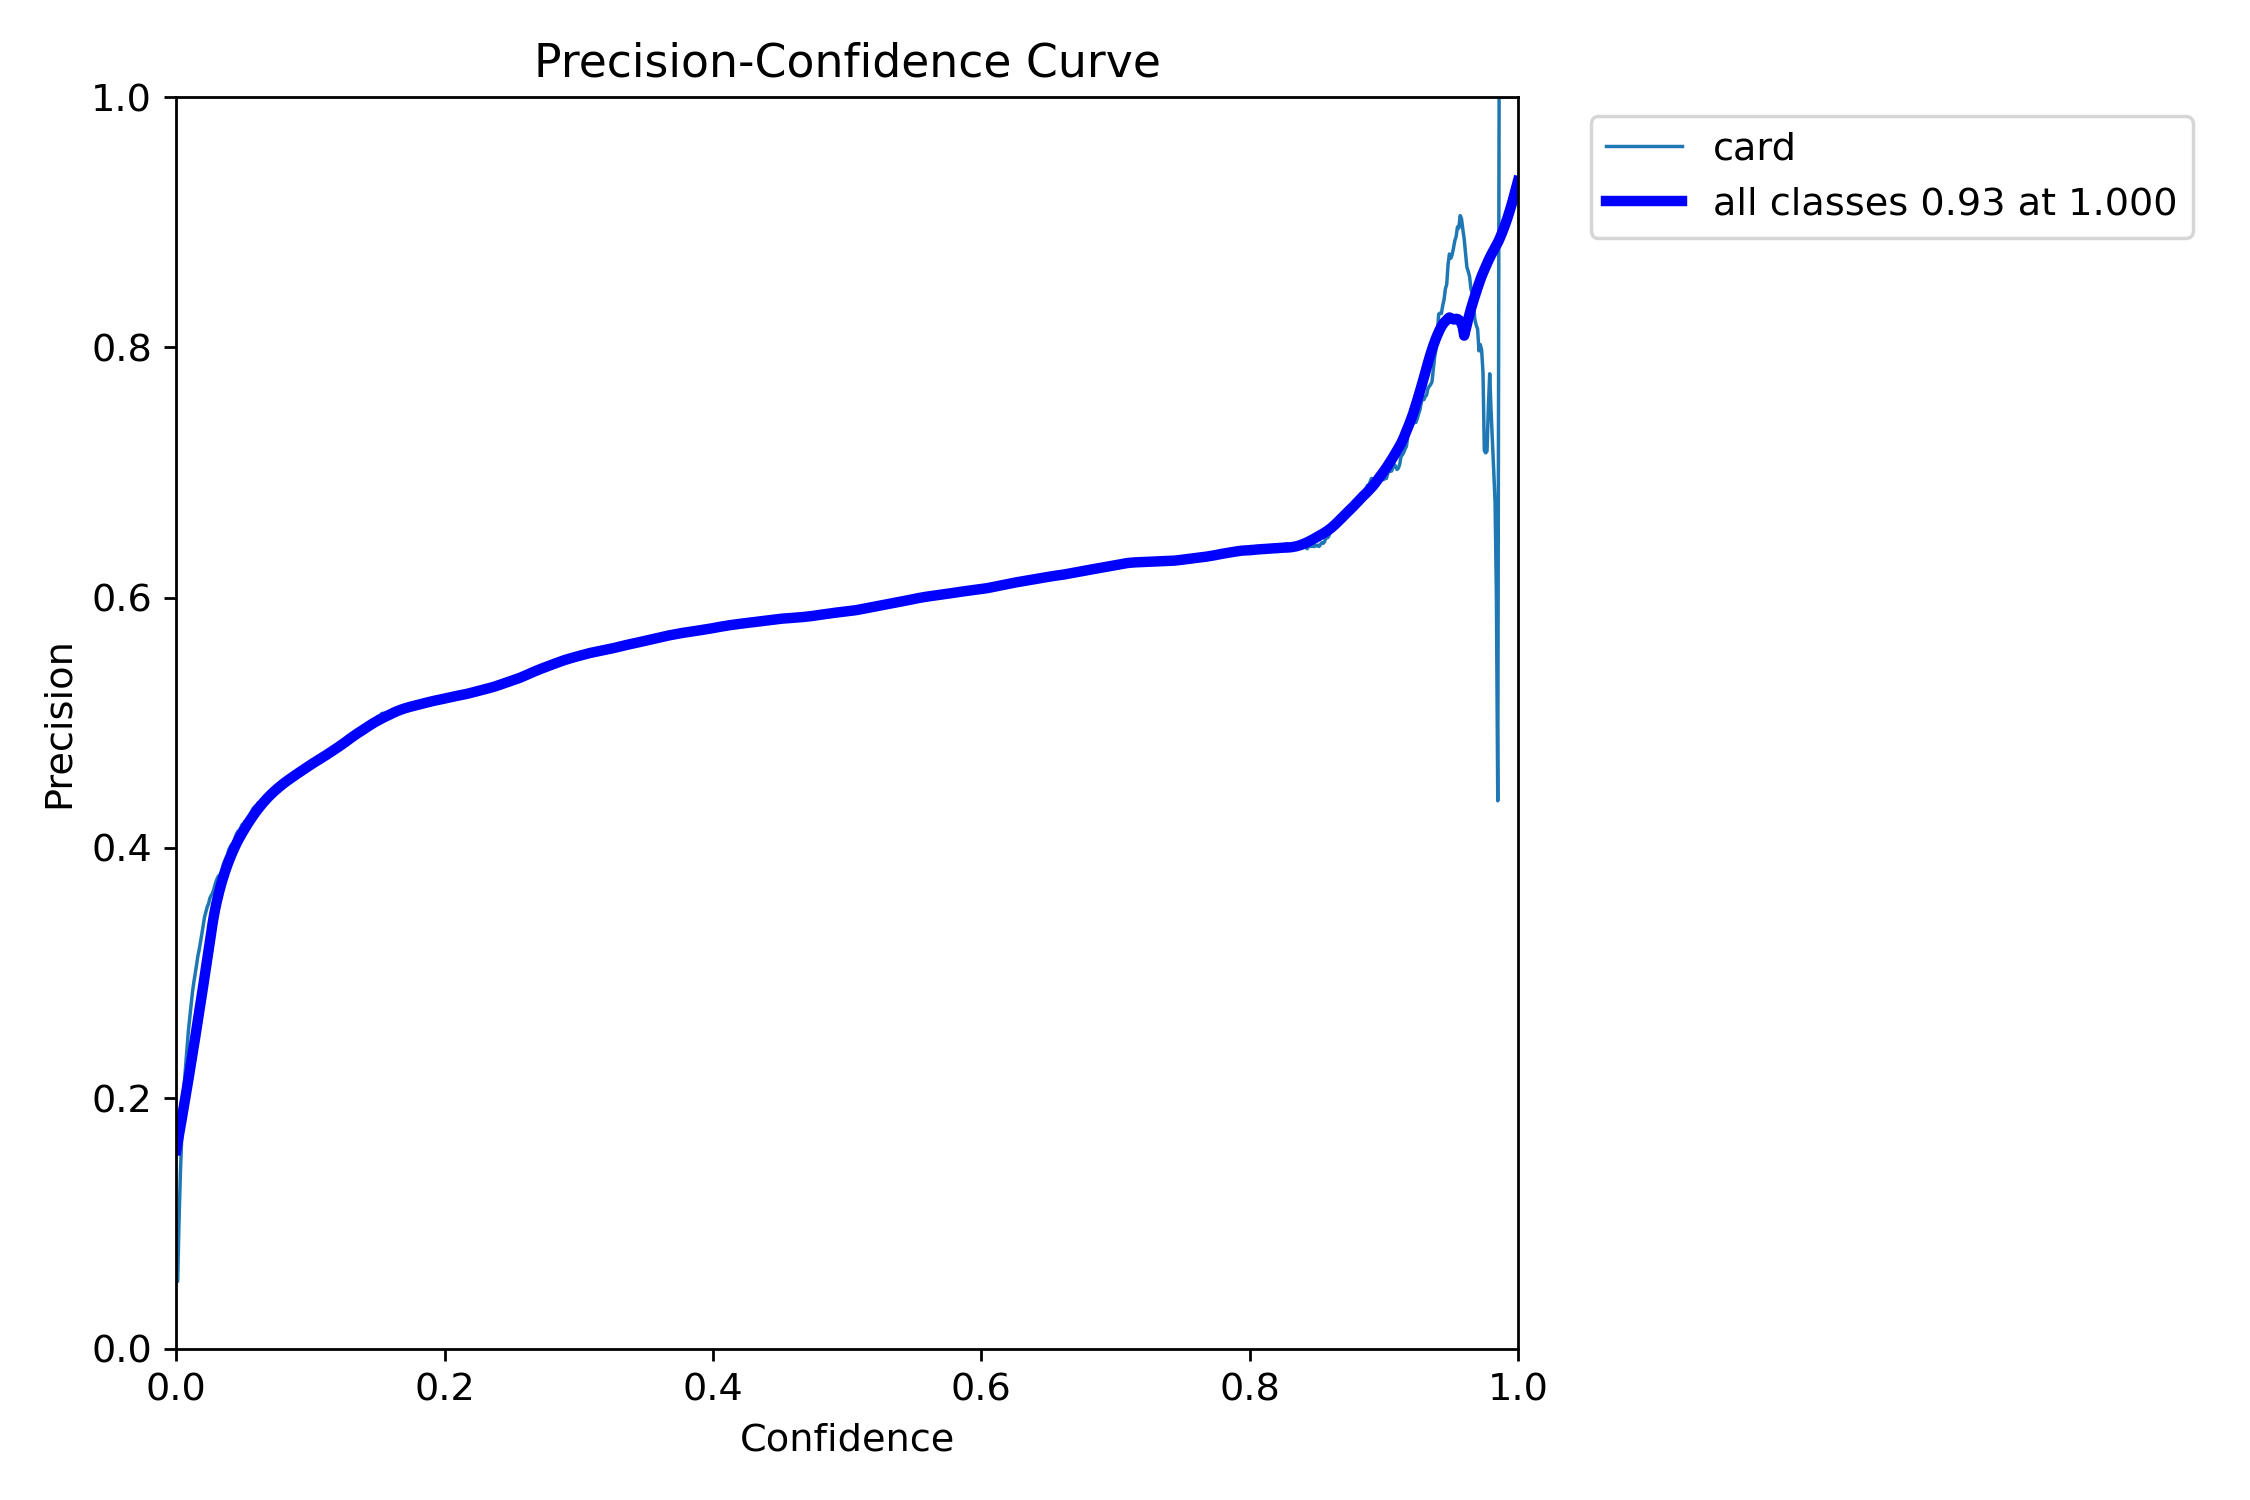 Precision-Confidence Curve
1.0
0.8
0.6
0.4
0.2
0.0
Precision
0.0 0.2 0.4 0.6 0.8 1.0
Confidence
card
all classes 0.93 at 1.000